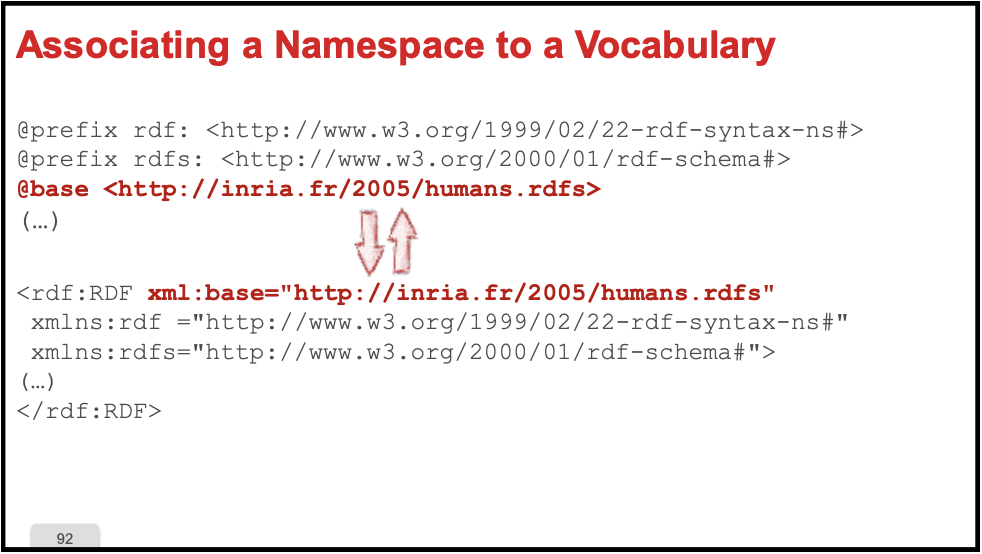 Associating a Namespace to a Vocabulary
@prefix rdf: <http://www.w3.org/1999/02/22-rdf-syntax-ns#>
@prefix rdfs: <http://www.w3.org/2000/01/rdf-schema#>
@base <http://inria.fr/2005/humans.rdfs>
(…)
<rdf:RDF xml:base="http://inria.fr/2005/humans.rdfs"
xmlns:rdf ="http://www.w3.org/1999/02/22-rdf-syntax-ns#"
xmlns:rdfs="http://www.w3.org/2000/01/rdf-schema#">
(…)
</rdf:RDF>
92